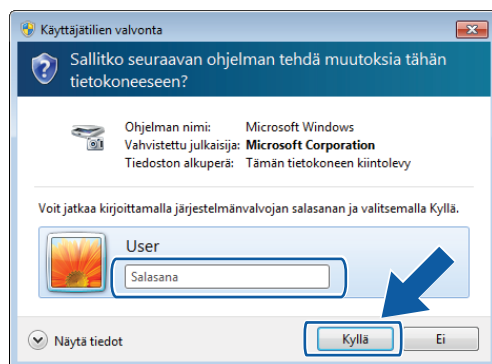 Käyttäjätilien valvonta
Sallitko seuraavan ohjelman tehdä muutoksia tähän
tietokoneeseen?
Ohjelman nimi: Microsoft Windows
Vahvistettu julkaisija: Microsoft Corporation
Tiedoston alkuperä: Tämän tietokoneen kiintolevy
Voit jatkaa kirjoittamalla järjestelmänvalvojan salasanan ja valitsemalla Kyllä.
User
Salasana
Näytä tiedot Kyllä Ei